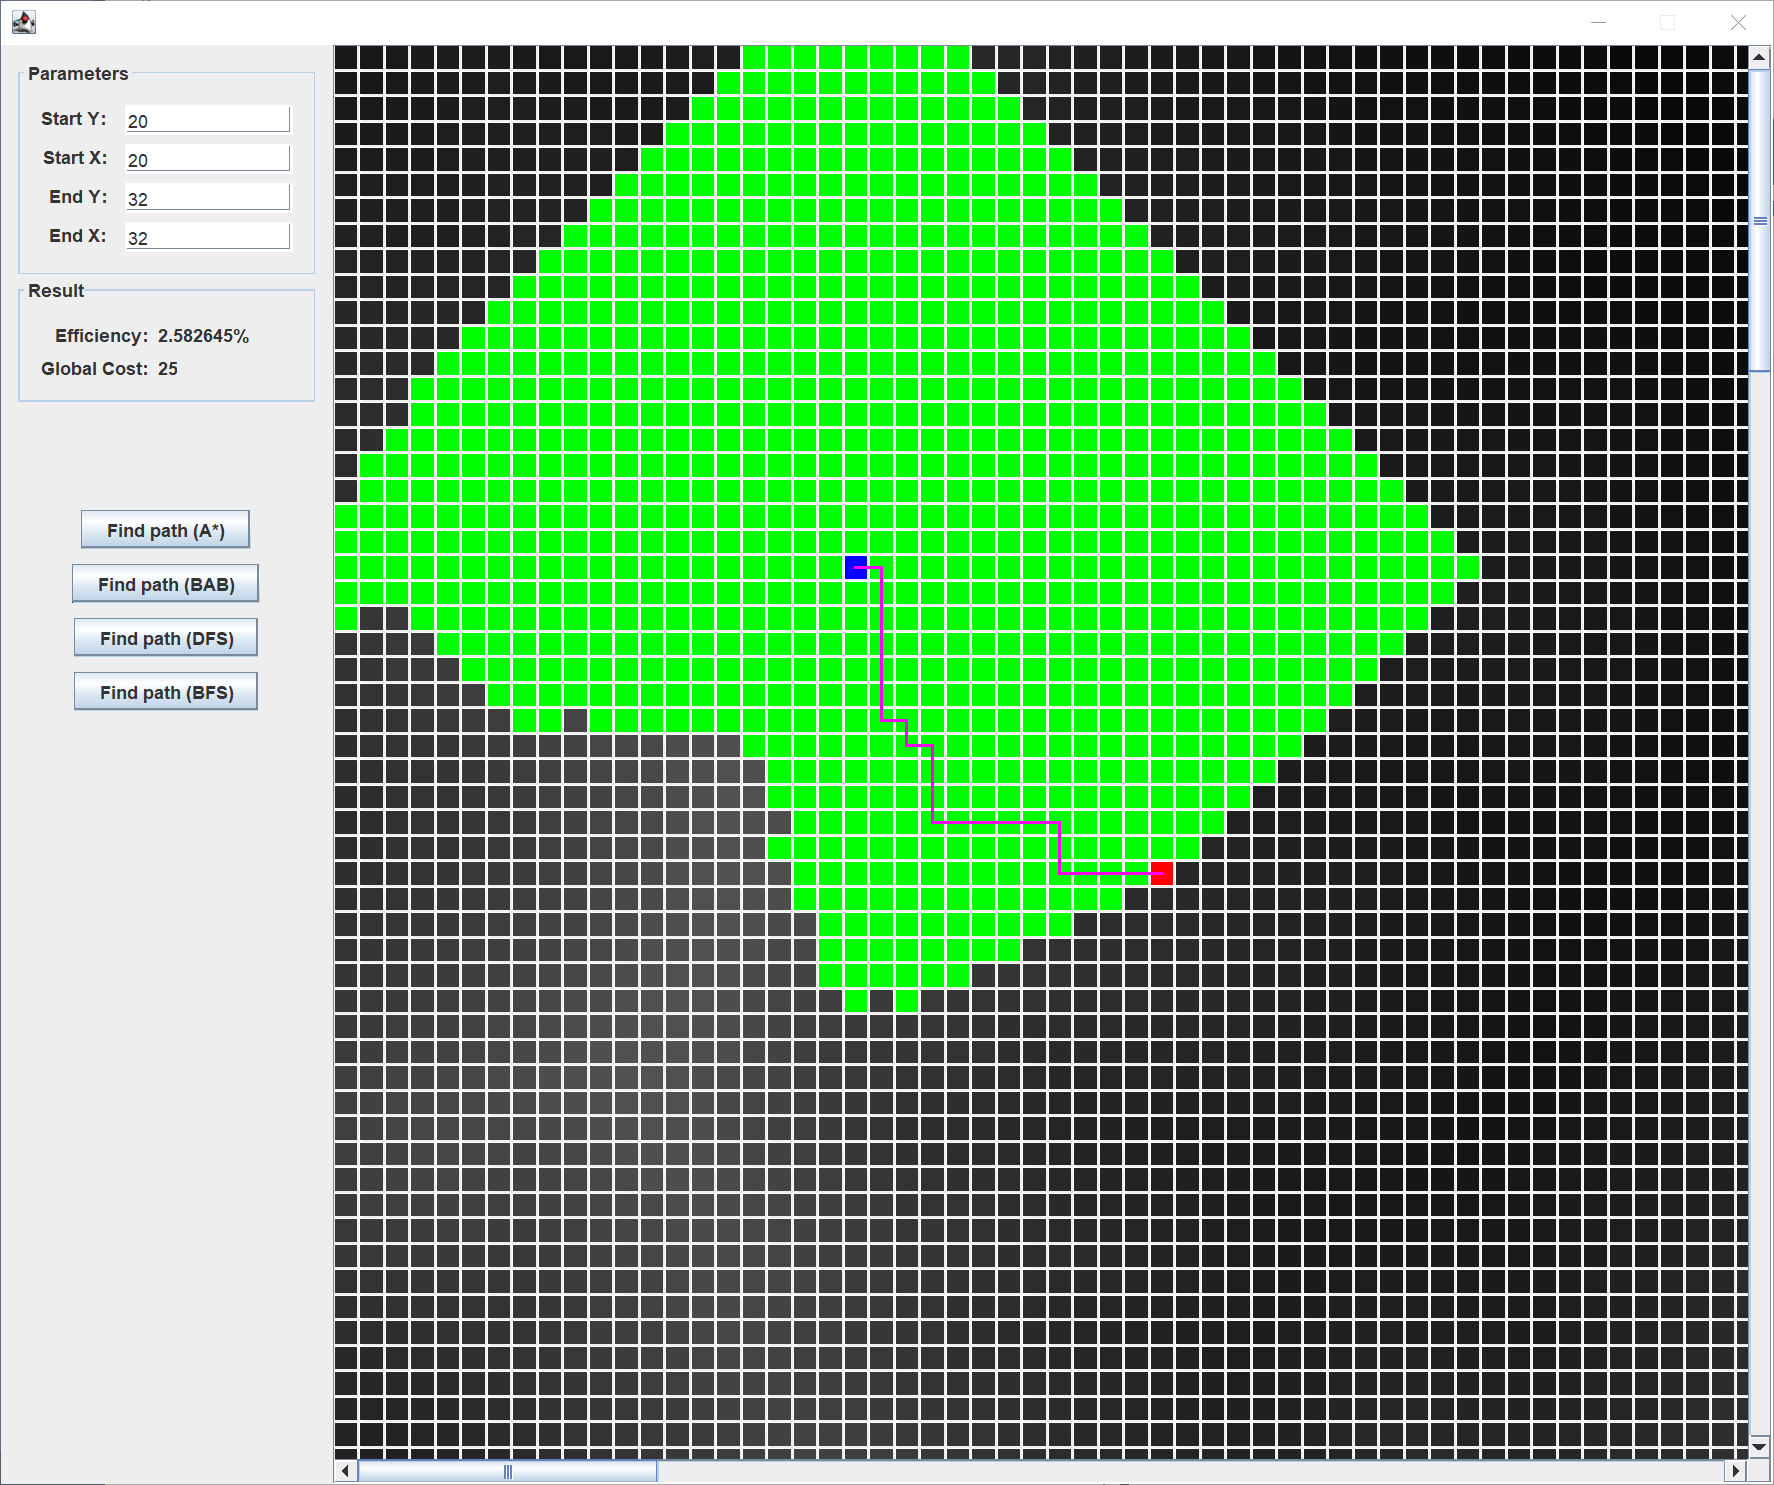 Parameters
Start Y: 20
Start X: 20
End Y: 32
End X: 32
Result
Efficiency: 2.582645%
Global Cost: 25
Find path (A*)
Find path (BAB)
Find path (DFS)
Find path (BFS)